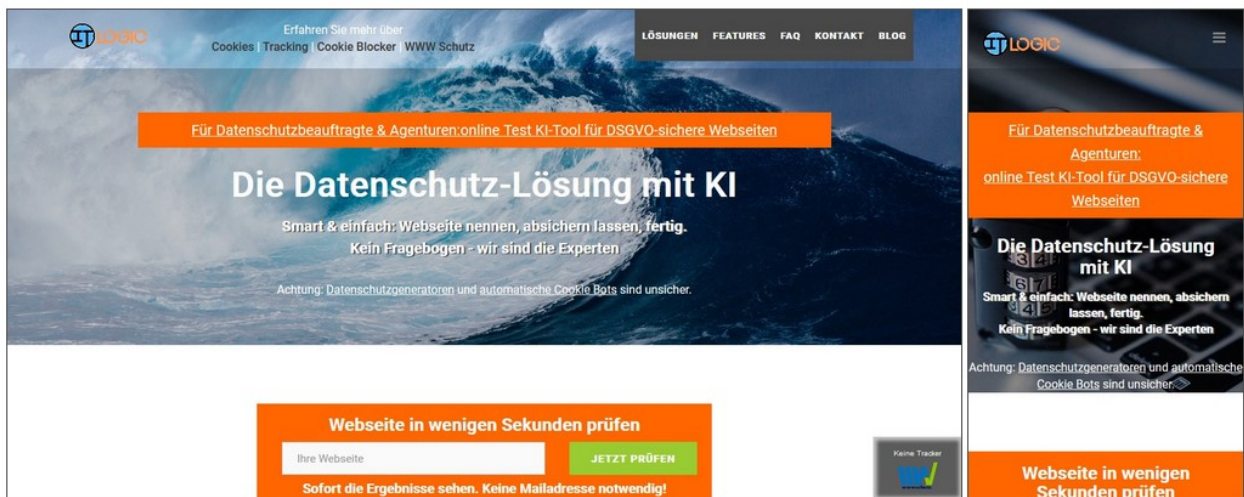 IT LOGIC
Erfahren Sie mehr über
Cookies | Tracking | Cookie Blocker | WWW Schutz
LÖSUNGEN FEATURES FAQ KONTAKT BLOG
Für Datenschutzbeauftragte & Agenturen:online Test KI-Tool für DSGVO-sichere Webseiten
Die Datenschutz-Lösung mit KI
Smart & einfach: Webseite nennen, absichern lassen, fertig.
Kein Fragebogen - wir sind die Experten
Achtung: Datenschutzgeneratoren und automatische Cookie Bots sind unsicher.
Webseite in wenigen Sekunden prüfen
Ihre Webseite
JETZT PRÜFEN
Sofort die Ergebnisse sehen. Keine Mailadresse notwendig!
Keine Tracker
IT LOGIC
Für Datenschutzbeauftragte &
Agenturen:
online Test KI-Tool für DSGVO-sichere
Webseiten
Die Datenschutz-Lösung
mit KI
Smart & einfach: Webseite nennen, absichern
lassen, fertig.
Kein Fragebogen - wir sind die Experten
Achtung: Datenschutzgeneratoren und automatische
Cookie Bots sind unsicher.
Webseite in wenigen
Sekunden prüfen